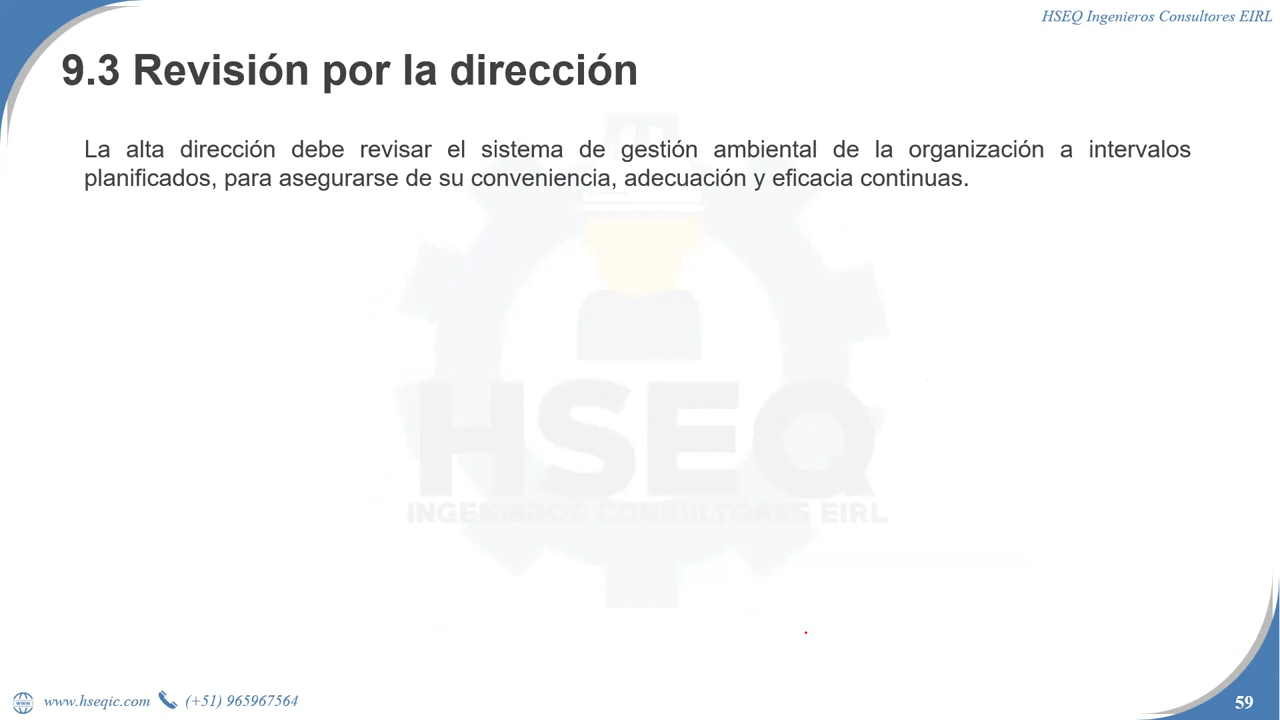 HSEQ Ingenieros Consultores EIRL
9.3 Revisión por la dirección
La alta dirección debe revisar el sistema de gestión ambiental de la organización a intervalos
planificados, para asegurarse de su conveniencia, adecuación y eficacia continuas.
HSEQ
INGENIEROS CONSULTORES EIRL
www.hseqic.com (+51) 965967564
59